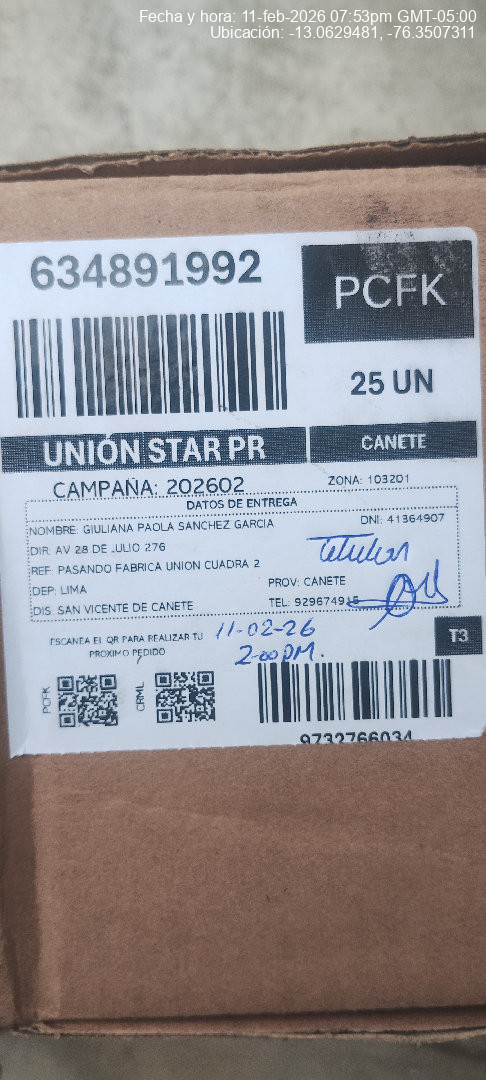 Fecha y hora: 11-feb-2026 07:53pm GMT-05:00
Ubicación: -13.0629481, -76.3507311
634891992
PCFK
25 UN
UNIÓN STAR PR
CANETE
CAMPAÑA: 202602
ZONA: 103201
DATOS DE ENTREGA
NOMBRE: GIULIANA PAOLA SANCHEZ GARCIA
DNI: 41364907
DIR: AV 28 DE JULIO 276
Titular
REF: PASANDO FABRICA UNION CUADRA 2
DEP: LIMA
PROV: CANETE
DIS: SAN VICENTE DE CANETE
TEL: 929674915
ESCANEA EL QR PARA REALIZAR TU
PROXIMO PEDIDO
11-02-26
2:00 PM.
T3
PCFK
CRML
9732766034